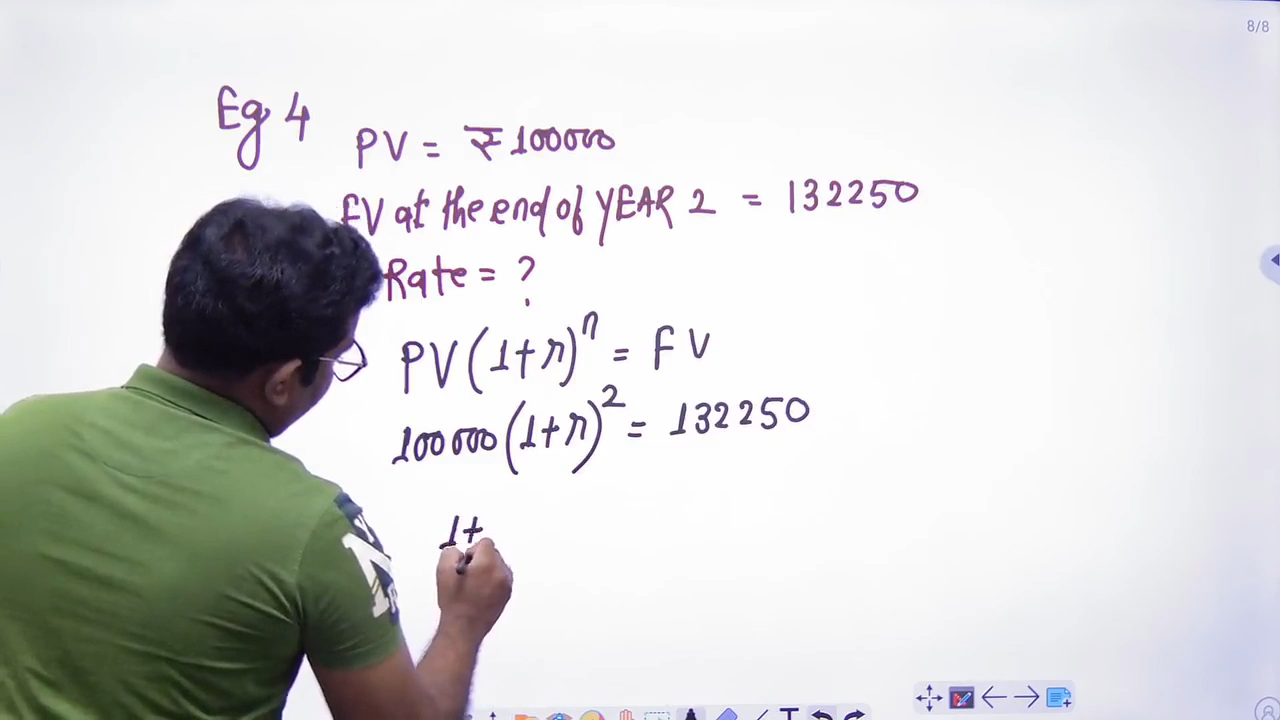 8/8
Eg 4
PV = ₹100000
FV at the end of YEAR 2 = 132250
Rate = ?
PV(1+r)^n = FV
100000(1+r)^2 = 132250
1+